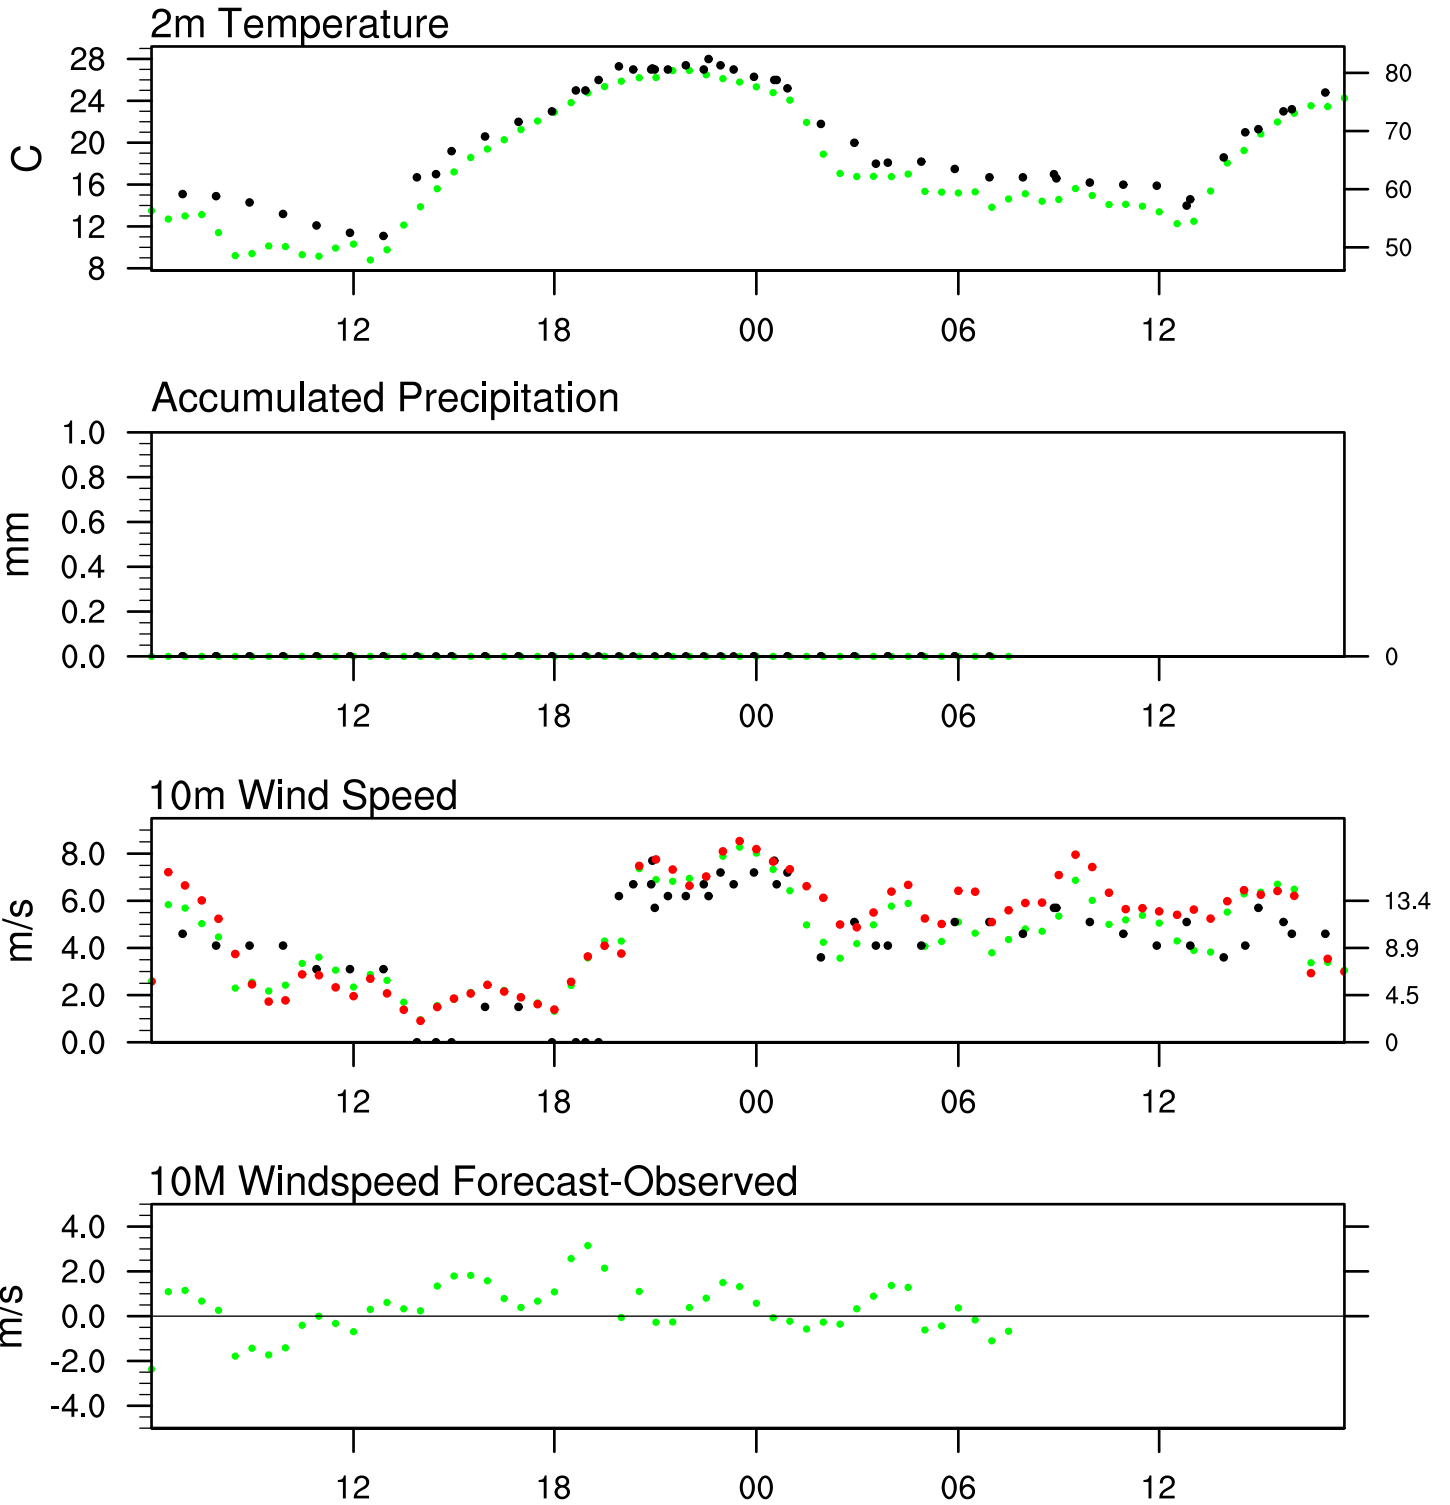 2m Temperature
28
24
20
16
12
8
C
80
70
60
50
12 18 00 06 12
Accumulated Precipitation
1.0
0.8
0.6
0.4
0.2
0.0
mm
0
12 18 00 06 12
10m Wind Speed
8.0
6.0
4.0
2.0
0.0
m/s
13.4
8.9
4.5
0
12 18 00 06 12
10M Windspeed Forecast-Observed
4.0
2.0
0.0
-2.0
-4.0
m/s
12 18 00 06 12